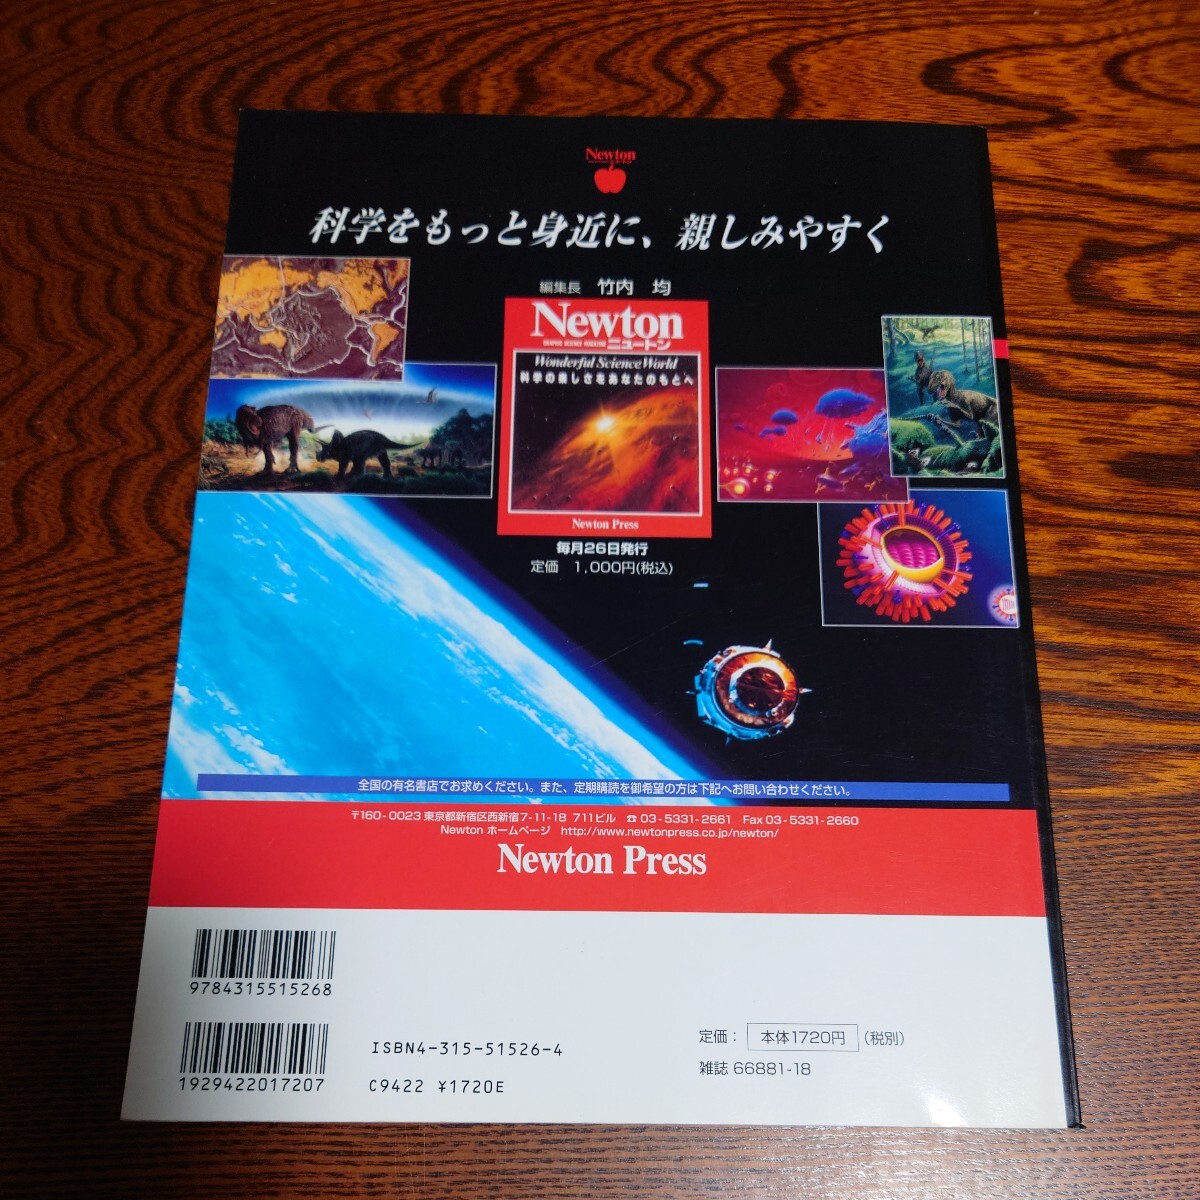 Newton
科学をもっと身近に、親しみやすく
編集長 竹内 均
Newton
GRAPHIC SCIENCE MAGAZINE ニュートン
Wonderful Science World
科学の楽しさをあなたのもとへ
Newton Press
毎月26日発行
定価 1,000円(税込)
全国の有名書店でお求めください。また、定期購読を御希望の方は下記へお問い合わせください。
〒160-0023 東京都新宿区西新宿7-11-18 711ビル ☎ 03-5331-2661 Fax 03-5331-2660
Newton ホームページ http://www.newtonpress.co.jp/newton/
Newton Press
9784315515268
1929422017207
ISBN4-315-51526-4
C9422 ¥1720E
定価： 本体1720円 (税別)
雑誌 66881-18